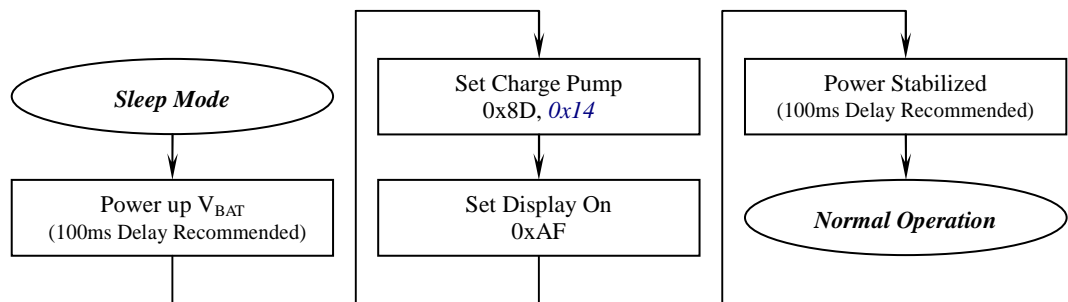 Sleep Mode
Power up VBAT
(100ms Delay Recommended)
Set Charge Pump
0x8D, 0x14
Set Display On
0xAF
Power Stabilized
(100ms Delay Recommended)
Normal Operation